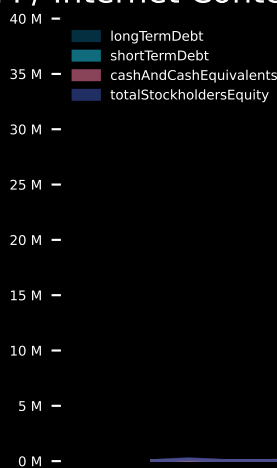 , Internet Conte
40 M
longTermDebt
shortTermDebt
35 M
cashAndCashEquivalents
totalStockholdersEquity
30 M
25 M
20 M
15 M
10 M
5 M
0 M